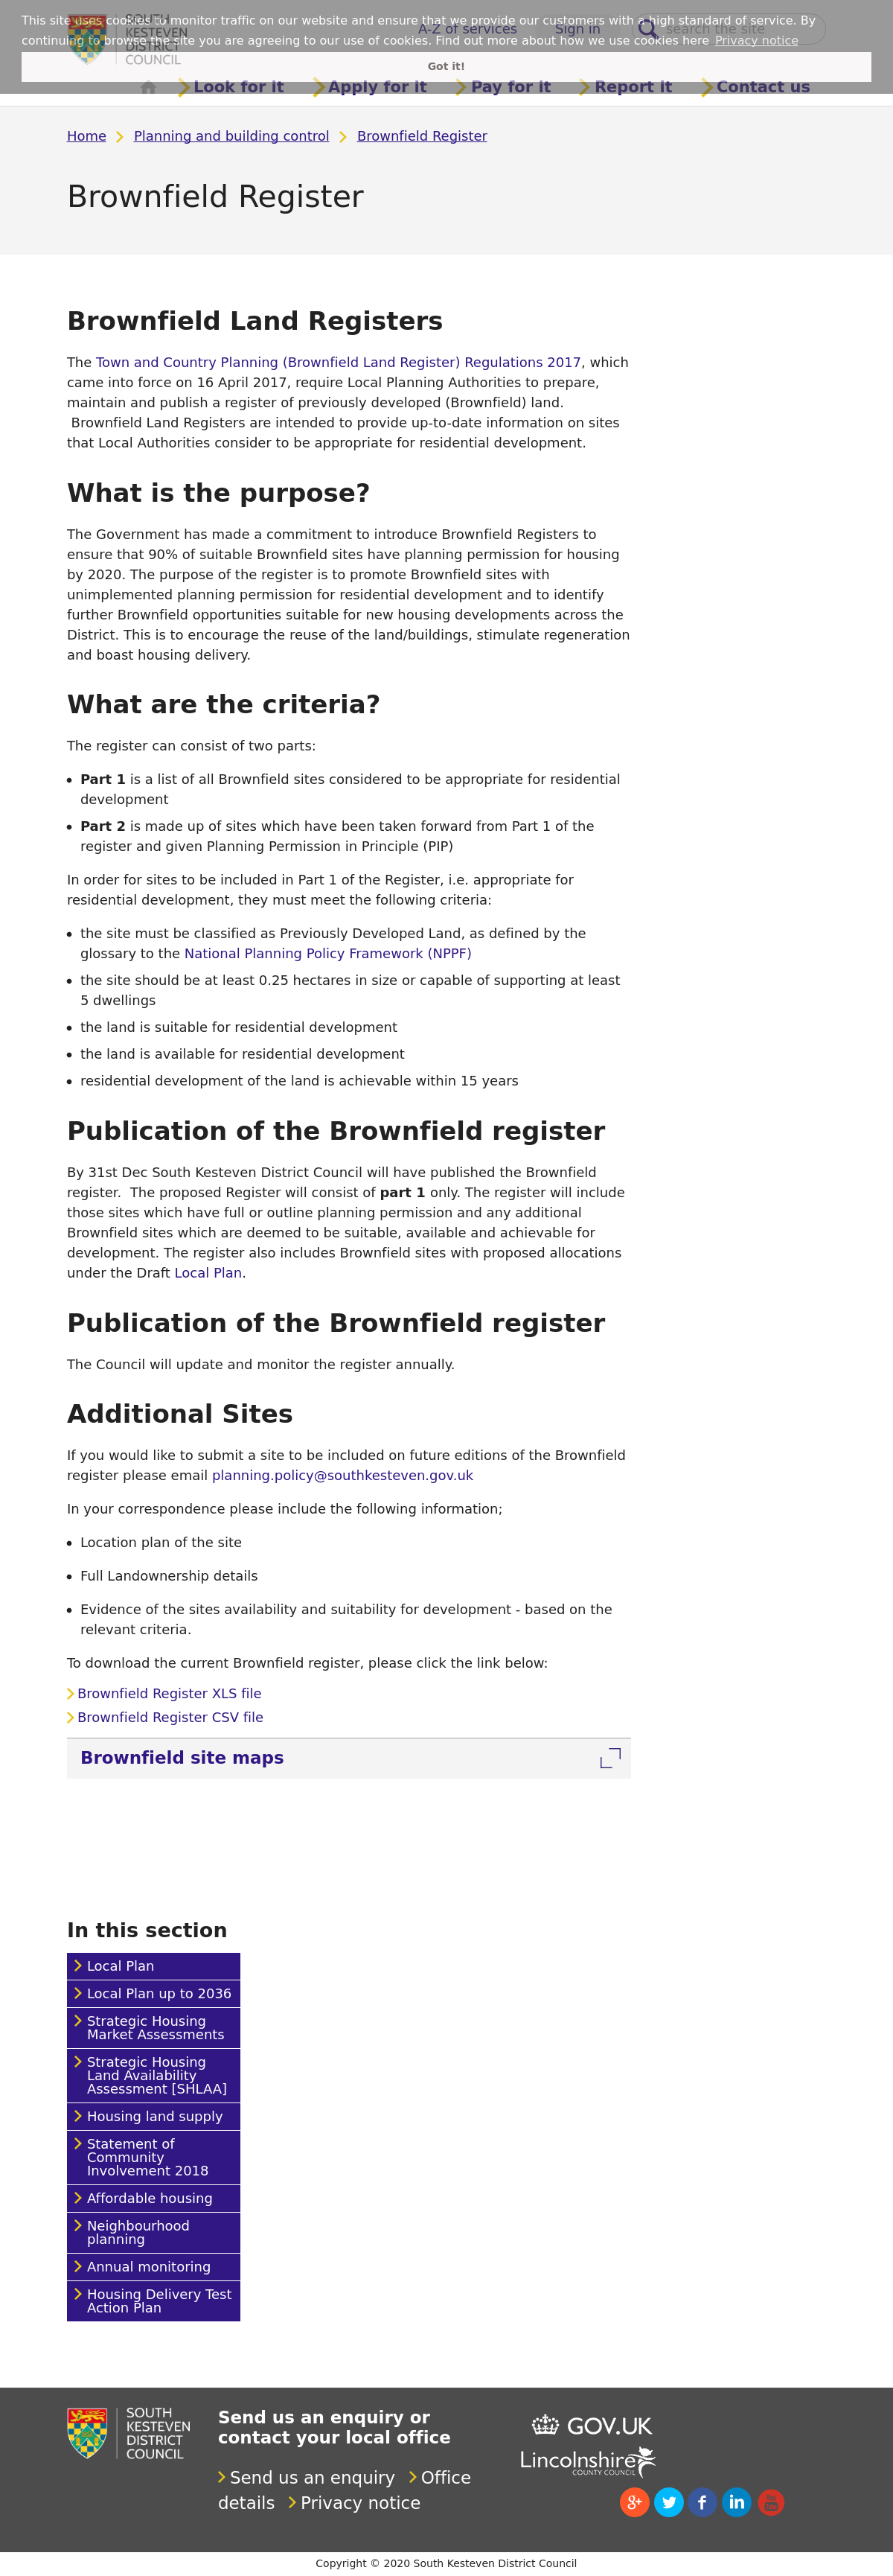 This site uses cookies to monitor traffic on our website and ensure that we provide our customers with a high standard of service. By
continuing to browse the site you are agreeing to our use of cookies. Find out more about how we use cookies here Privacy notice
Got it!
SOUTH
KESTEVEN
DISTRICT
COUNCIL
A-Z of services
Sign in
search the site
Look for it
Apply for it
Pay for it
Report it
Contact us
Home
Planning and building control
Brownfield Register
Brownfield Register
Brownfield Land Registers
The Town and Country Planning (Brownfield Land Register) Regulations 2017, which
came into force on 16 April 2017, require Local Planning Authorities to prepare,
maintain and publish a register of previously developed (Brownfield) land.
Brownfield Land Registers are intended to provide up-to-date information on sites
that Local Authorities consider to be appropriate for residential development.
What is the purpose?
The Government has made a commitment to introduce Brownfield Registers to
ensure that 90% of suitable Brownfield sites have planning permission for housing
by 2020. The purpose of the register is to promote Brownfield sites with
unimplemented planning permission for residential development and to identify
further Brownfield opportunities suitable for new housing developments across the
District. This is to encourage the reuse of the land/buildings, stimulate regeneration
and boast housing delivery.
What are the criteria?
The register can consist of two parts:
Part 1 is a list of all Brownfield sites considered to be appropriate for residential
development
Part 2 is made up of sites which have been taken forward from Part 1 of the
register and given Planning Permission in Principle (PIP)
In order for sites to be included in Part 1 of the Register, i.e. appropriate for
residential development, they must meet the following criteria:
the site must be classified as Previously Developed Land, as defined by the
glossary to the National Planning Policy Framework (NPPF)
the site should be at least 0.25 hectares in size or capable of supporting at least
5 dwellings
the land is suitable for residential development
the land is available for residential development
residential development of the land is achievable within 15 years
Publication of the Brownfield register
By 31st Dec South Kesteven District Council will have published the Brownfield
register. The proposed Register will consist of part 1 only. The register will include
those sites which have full or outline planning permission and any additional
Brownfield sites which are deemed to be suitable, available and achievable for
development. The register also includes Brownfield sites with proposed allocations
under the Draft Local Plan.
Publication of the Brownfield register
The Council will update and monitor the register annually.
Additional Sites
If you would like to submit a site to be included on future editions of the Brownfield
register please email planning.policy@southkesteven.gov.uk
In your correspondence please include the following information;
Location plan of the site
Full Landownership details
Evidence of the sites availability and suitability for development - based on the
relevant criteria.
To download the current Brownfield register, please click the link below:
Brownfield Register XLS file
Brownfield Register CSV file
Brownfield site maps
In this section
Local Plan
Local Plan up to 2036
Strategic Housing
Market Assessments
Strategic Housing
Land Availability
Assessment [SHLAA]
Housing land supply
Statement of
Community
Involvement 2018
Affordable housing
Neighbourhood
planning
Annual monitoring
Housing Delivery Test
Action Plan
SOUTH
KESTEVEN
DISTRICT
COUNCIL
Send us an enquiry or
contact your local office
Send us an enquiry Office
details Privacy notice
GOV.UK
Lincolnshire
COUNTY COUNCIL
Copyright © 2020 South Kesteven District Council